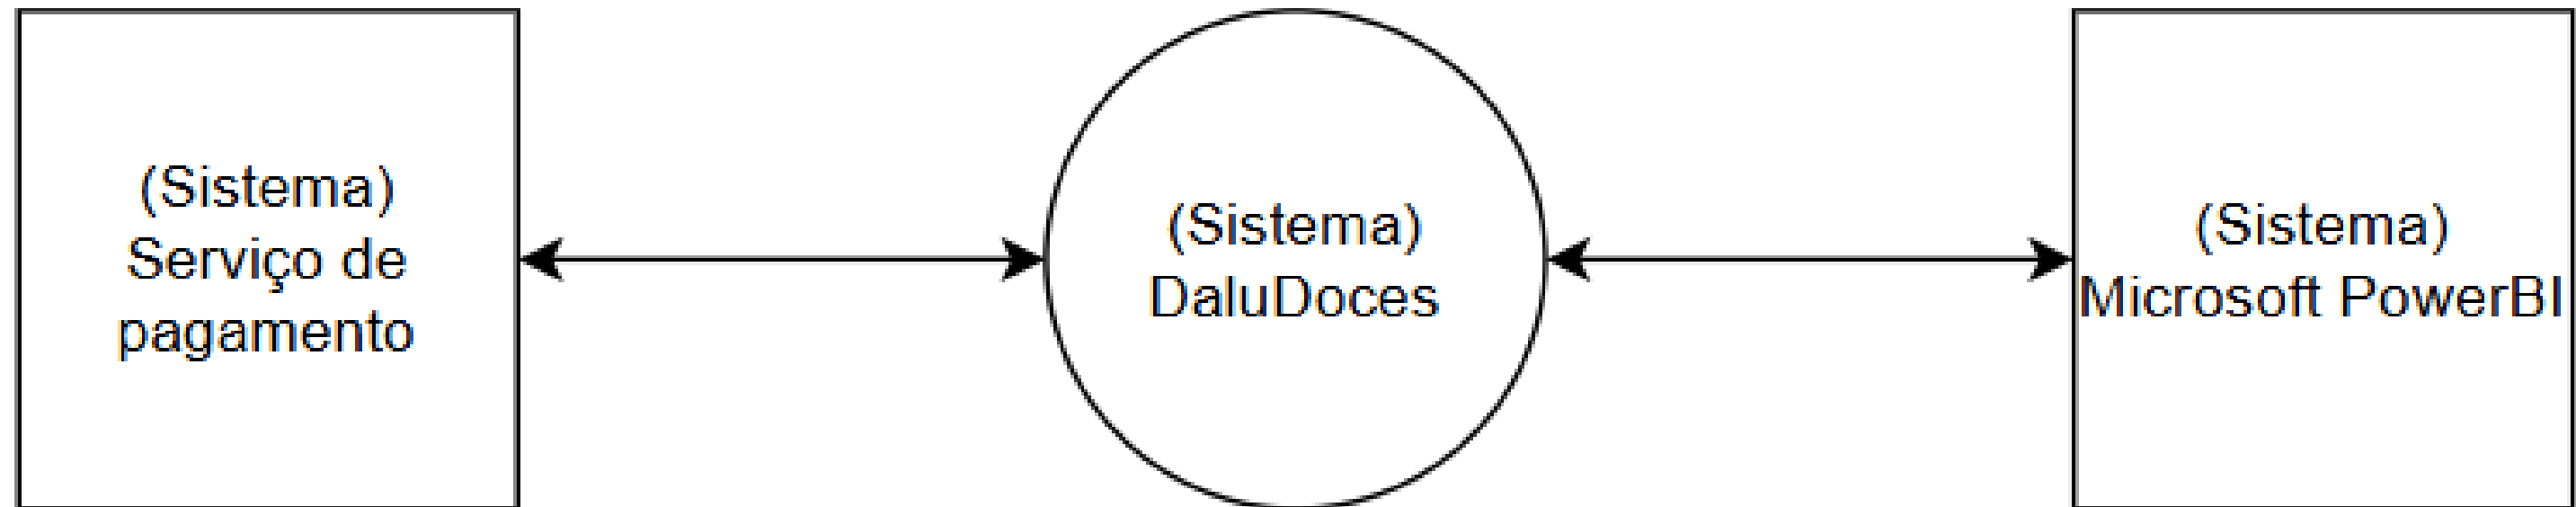 (Sistema)
Serviço de
pagamento
(Sistema)
DaluDoces
(Sistema)
Microsoft PowerBI